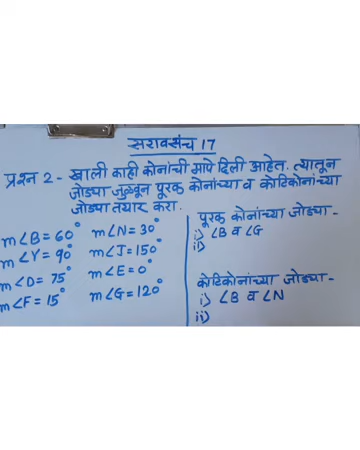 सरावसंच 17
प्रश्न 2 - खाली काही कोनांची मापे दिली आहेत. त्यातून
जोड्या जुळवून पूरक कोनांच्या व कोटिकोनांच्या
जोड्या तयार करा.
m∠B = 60° m∠N = 30°
m∠Y = 90° m∠J = 150°
m∠D = 75° m∠E = 0°
m∠F = 15° m∠G = 120°
पूरक कोनांच्या जोड्या -
i) ∠B व ∠G
ii)
कोटिकोनांच्या जोड्या -
i) ∠B व ∠N
ii)